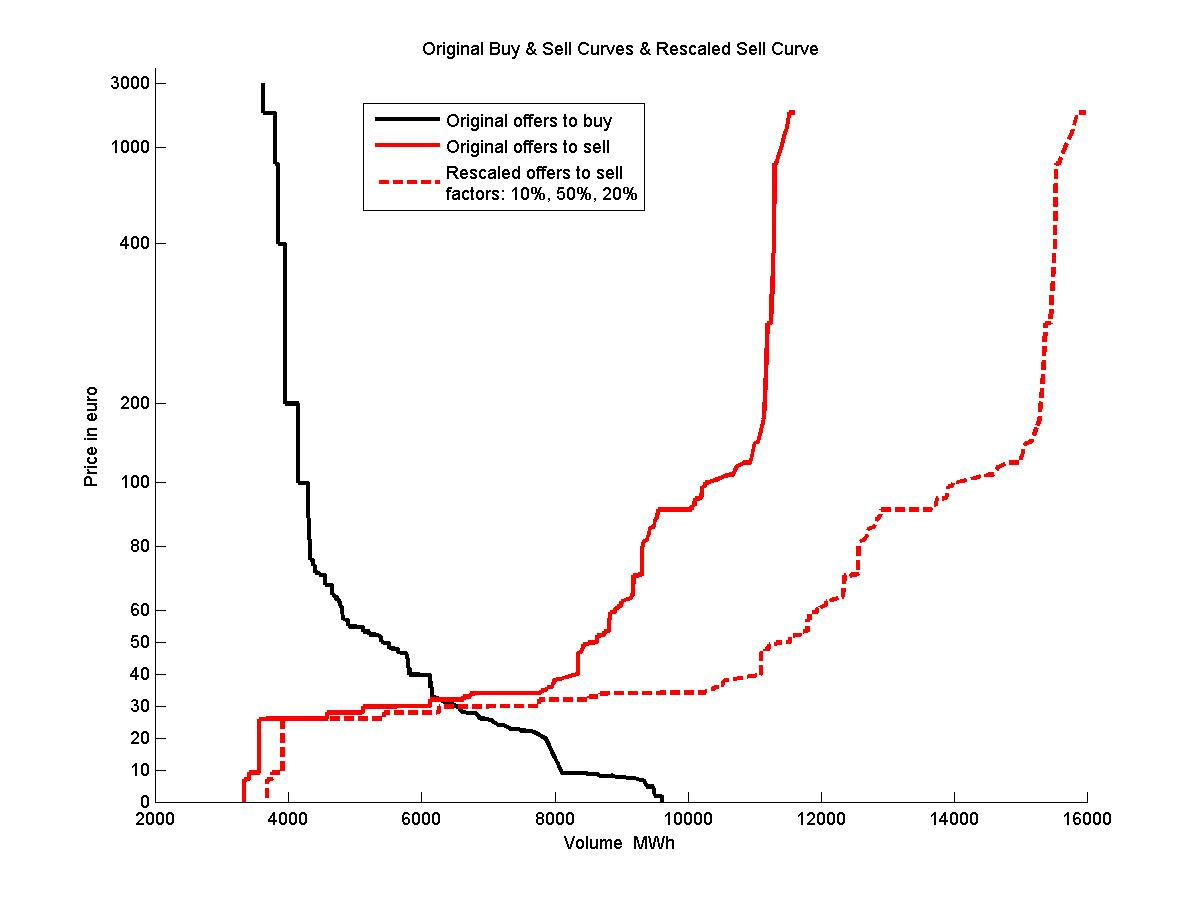 Original Buy & Sell Curves & Rescaled Sell Curve
Original offers to buy
Original offers to sell
Rescaled offers to sell
factors: 10%, 50%, 20%
Price in euro
3000
1000
400
200
100
80
60
50
40
30
20
10
0
2000 4000 6000 8000 10000 12000 14000 16000
Volume MWh